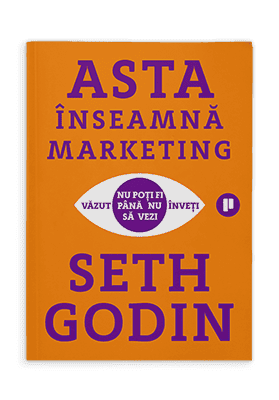 ASTA
ÎNSEAMNĂ
MARKETING
NU POȚI FI
VĂZUT PÂNĂ NU ÎNVEȚI
SĂ VEZI
SETH
GODIN